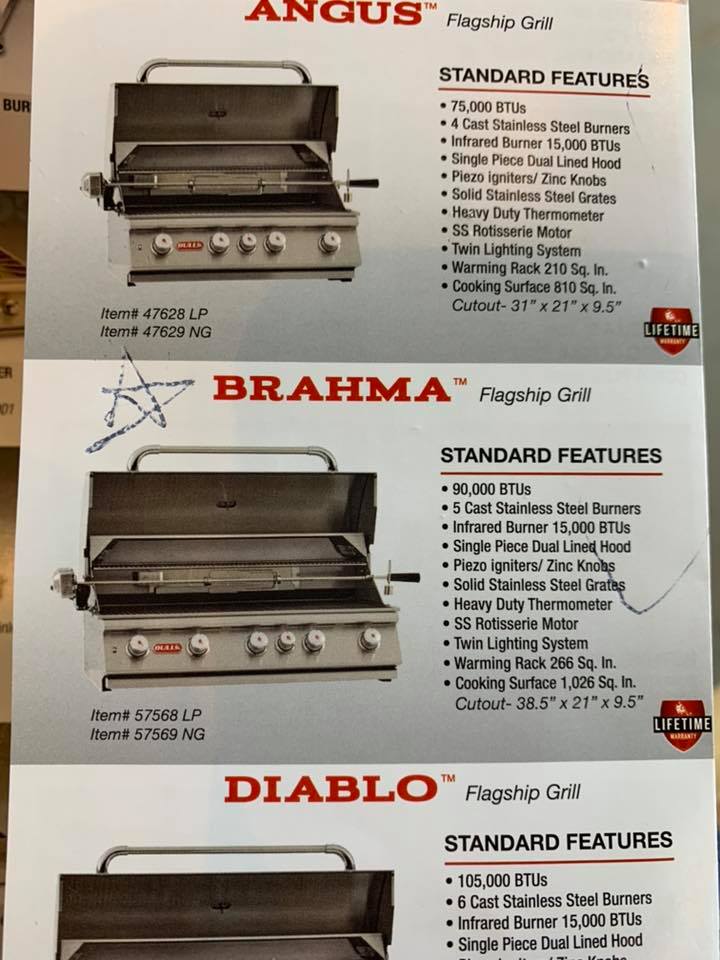 ANGUS™ Flagship Grill
STANDARD FEATURES
• 75,000 BTUs
• 4 Cast Stainless Steel Burners
• Infrared Burner 15,000 BTUs
• Single Piece Dual Lined Hood
• Piezo igniters/ Zinc Knobs
• Solid Stainless Steel Grates
• Heavy Duty Thermometer
• SS Rotisserie Motor
• Twin Lighting System
• Warming Rack 210 Sq. In.
• Cooking Surface 810 Sq. In.
Cutout- 31” x 21” x 9.5”
BULL
Item# 47628 LP
Item# 47629 NG
LIFETIME
WARRANTY
BRAHMA™ Flagship Grill
STANDARD FEATURES
• 90,000 BTUs
• 5 Cast Stainless Steel Burners
• Infrared Burner 15,000 BTUs
• Single Piece Dual Lined Hood
• Piezo igniters/ Zinc Knobs
• Solid Stainless Steel Grates
• Heavy Duty Thermometer
• SS Rotisserie Motor
• Twin Lighting System
• Warming Rack 266 Sq. In.
• Cooking Surface 1,026 Sq. In.
Cutout- 38.5” x 21” x 9.5”
BULL
Item# 57568 LP
Item# 57569 NG
LIFETIME
WARRANTY
DIABLO™ Flagship Grill
STANDARD FEATURES
• 105,000 BTUs
• 6 Cast Stainless Steel Burners
• Infrared Burner 15,000 BTUs
• Single Piece Dual Lined Hood
BUR
ER
01